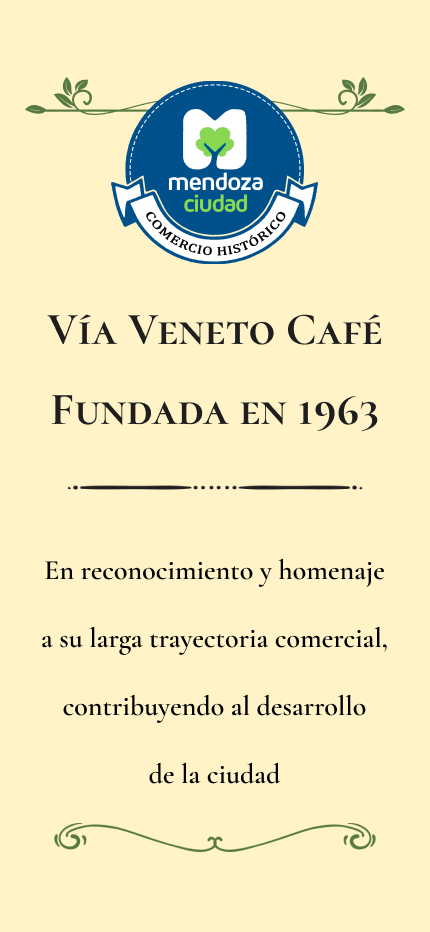 mendoza
ciudad
COMERCIO HISTÓRICO
Vía Veneto Café
Fundada en 1963
En reconocimiento y homenaje
a su larga trayectoria comercial,
contribuyendo al desarrollo
de la ciudad